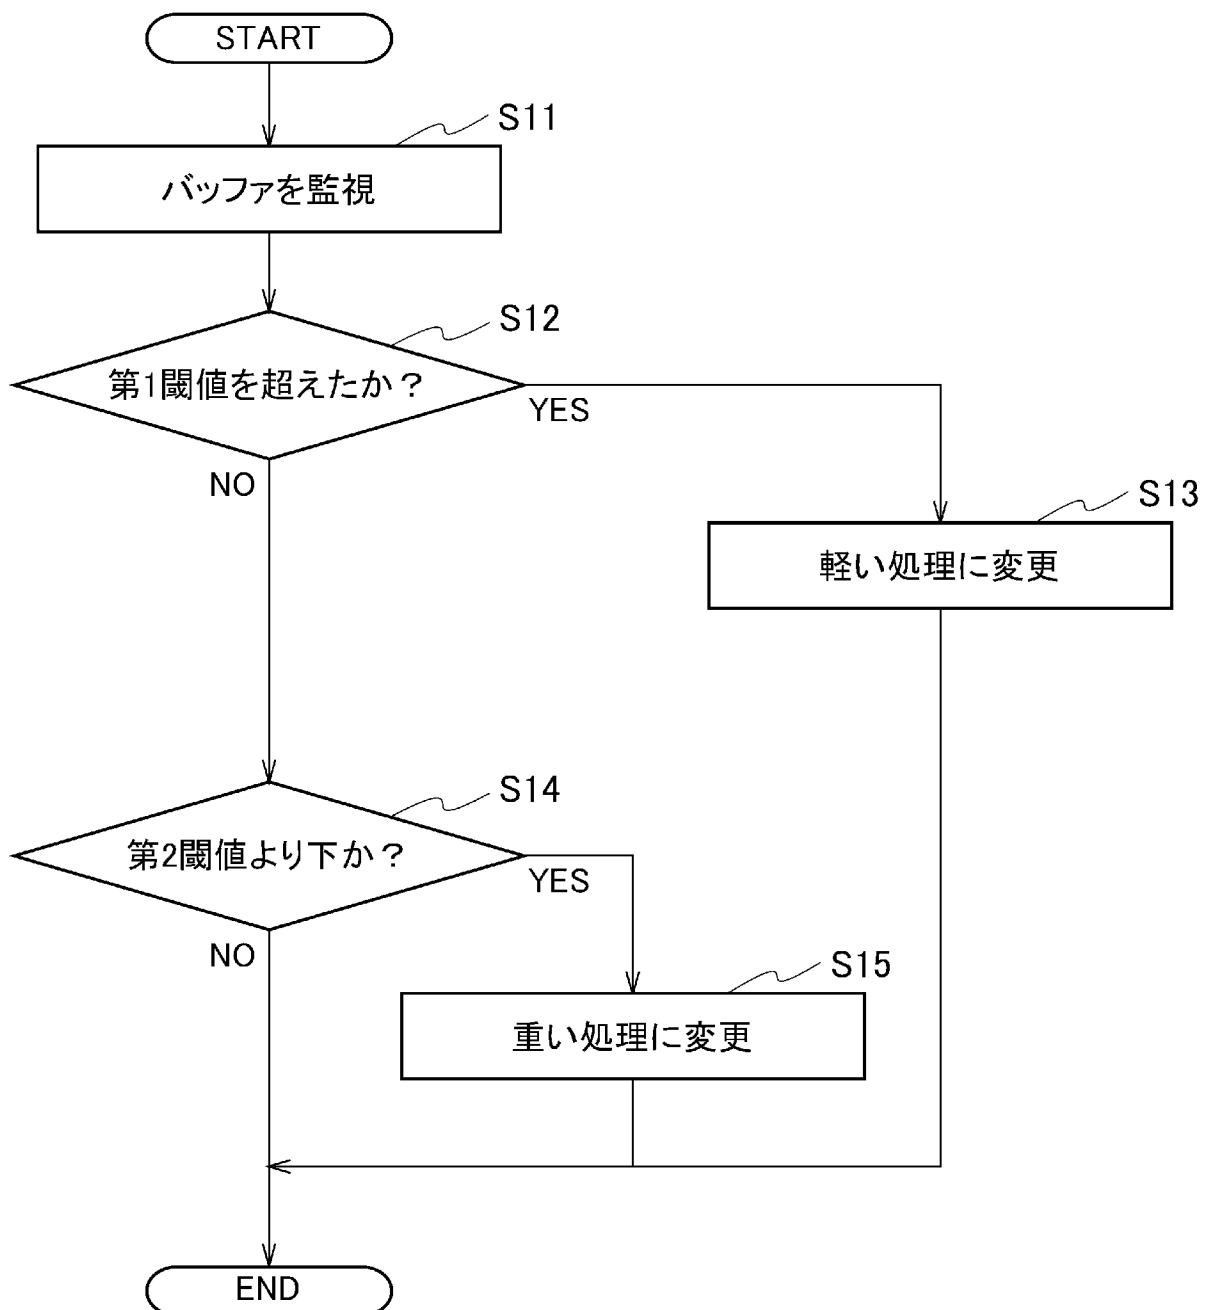 START
S11
バッファを監視
S12
第1閾値を超えたか？
YES
NO
S13
軽い処理に変更
S14
第2閾値より下か？
YES
NO
S15
重い処理に変更
END